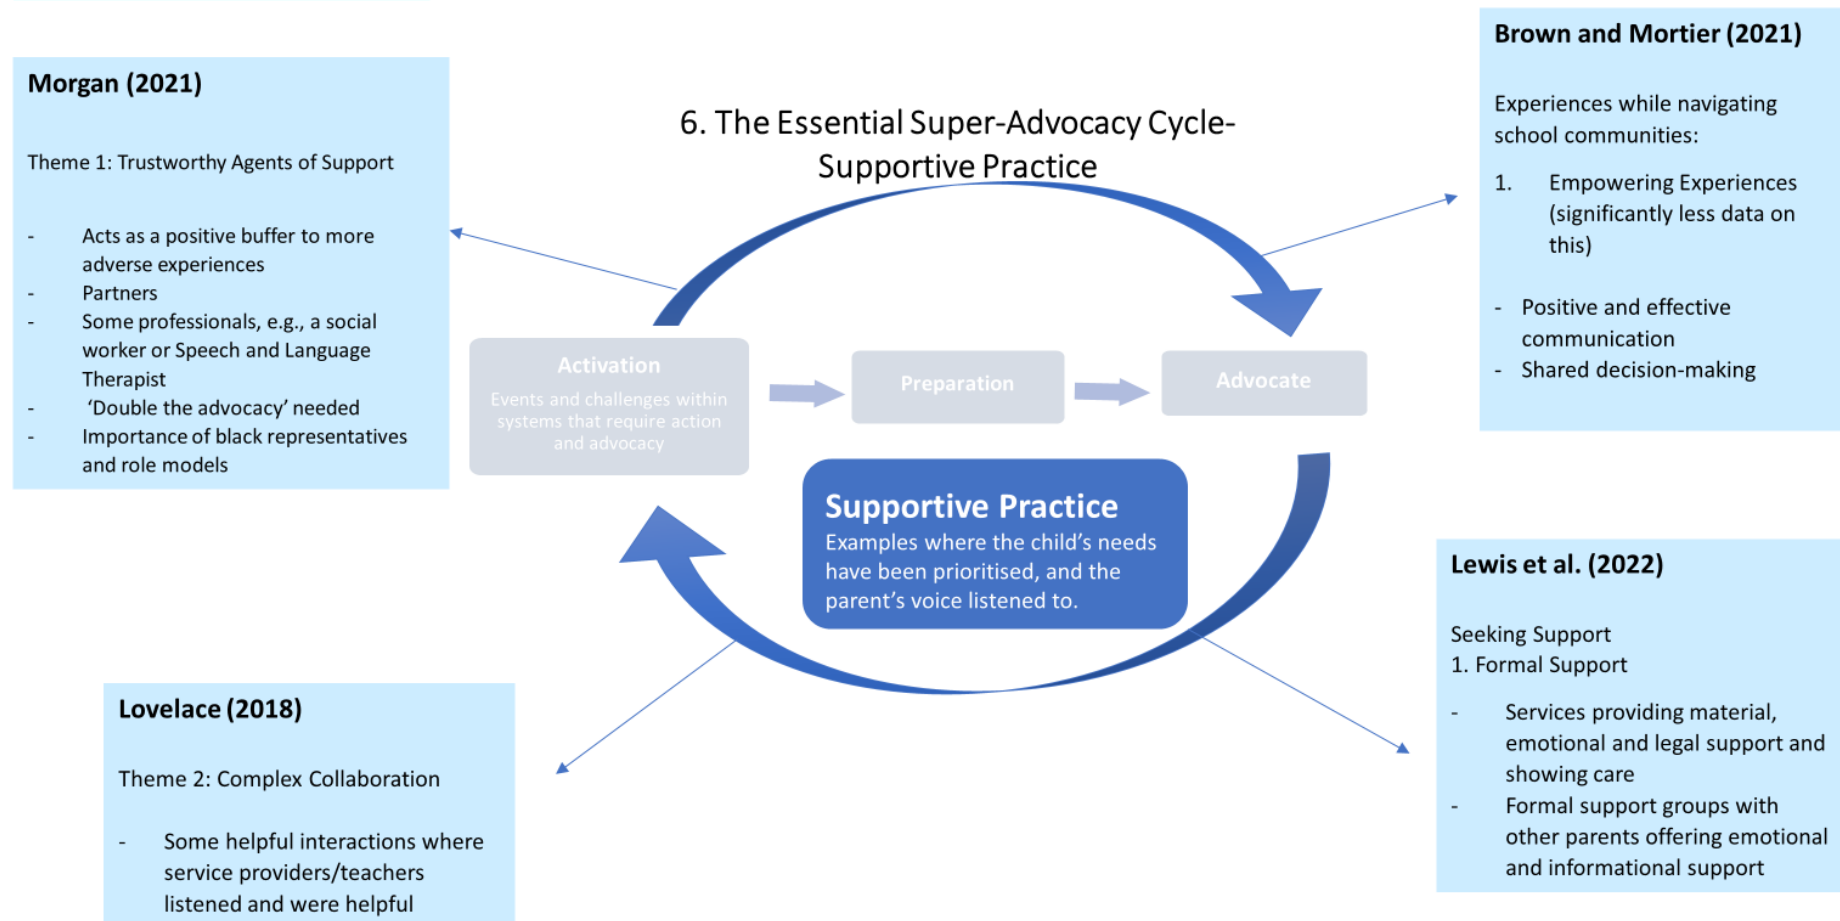 6. The Essential Super-Advocacy Cycle-
Supportive Practice
Morgan (2021)
Theme 1: Trustworthy Agents of Support
- Acts as a positive buffer to more
adverse experiences
- Partners
- Some professionals, e.g., a social
worker or Speech and Language
Therapist
- ‘Double the advocacy’ needed
- Importance of black representatives
and role models
Brown and Mortier (2021)
Experiences while navigating
school communities:
1. Empowering Experiences
(significantly less data on
this)
- Positive and effective
communication
- Shared decision-making
Activation
Events and challenges within
systems that require action
and advocacy
Preparation
Advocate
Supportive Practice
Examples where the child’s needs
have been prioritised, and the
parent’s voice listened to.
Lovelace (2018)
Theme 2: Complex Collaboration
- Some helpful interactions where
service providers/teachers
listened and were helpful
Lewis et al. (2022)
Seeking Support
1. Formal Support
- Services providing material,
emotional and legal support and
showing care
- Formal support groups with
other parents offering emotional
and informational support